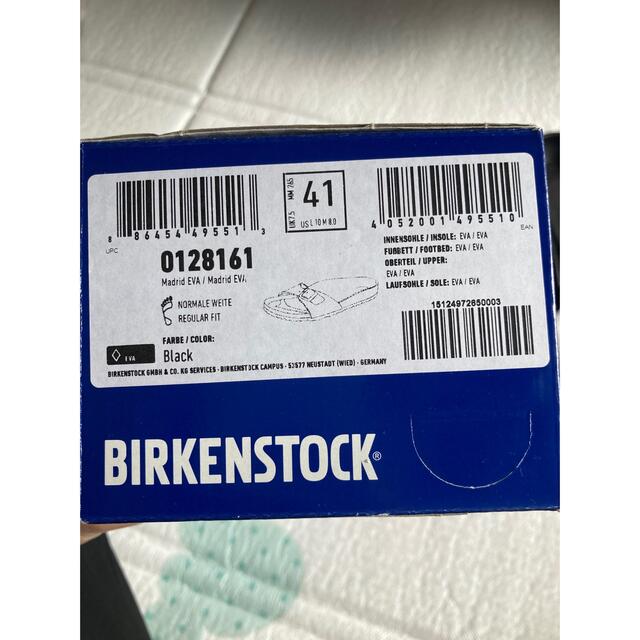 8 86454 49551 3
UPC
UK 7.5 MM 265
41
US L 10 M 8.0
4 052001 495510
EAN
0128161
Madrid EVA / Madrid EVA
NORMALE WEITE
REGULAR FIT
INNENSOHLE / INSOLE: EVA / EVA
FUßBETT / FOOTBED: EVA / EVA
OBERTEIL / UPPER:
EVA / EVA
LAUFSOHLE / SOLE: EVA / EVA
15124972650003
FARBE / COLOR:
EVA
Black
BIRKENSTOCK GMBH & CO. KG SERVICES - BIRKENSTOCK CAMPUS - 53577 NEUSTADT (WIED) - GERMANY
BIRKENSTOCK®